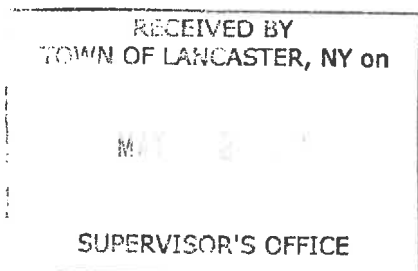 RECEIVED BY
TOWN OF LANCASTER, NY on
SUPERVISOR'S OFFICE